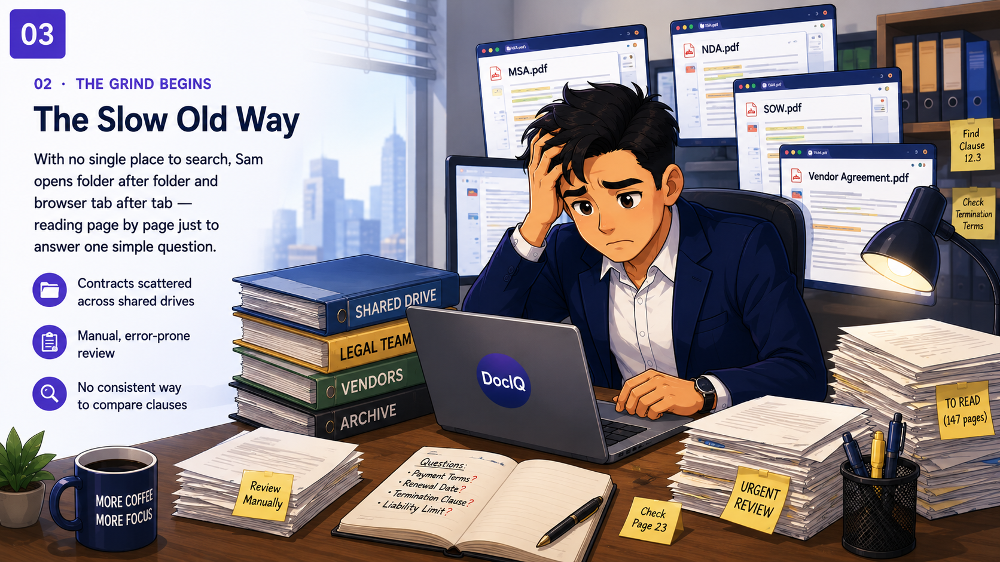 03
02 · THE GRIND BEGINS
The Slow Old Way
With no single place to search, Sam
opens folder after folder and
browser tab after tab —
reading page by page just to
answer one simple question.
Contracts scattered
across shared drives
Manual, error-prone
review
No consistent way
to compare clauses
MSA.pdf
NDA.pdf
SOW.pdf
Vendor Agreement.pdf
Find
Clause
12.3
Check
Termination
Terms
SHARED DRIVE
LEGAL TEAM
VENDORS
ARCHIVE
DocIQ
TO READ
(147 pages)
MORE COFFEE
MORE FOCUS
Review
Manually
Questions:
• Payment Terms?
• Renewal Date?
• Termination Clause?
• Liability Limit?
Check
Page 23
URGENT
REVIEW